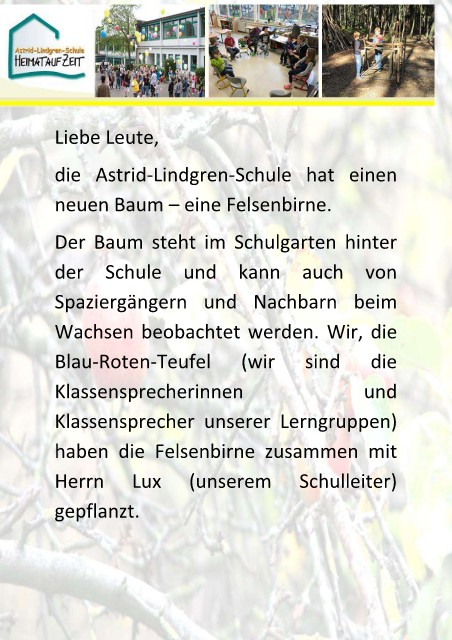 Astrid-Lindgren-Schule
HEIMAT AUF ZEIT
Liebe Leute,
die Astrid-Lindgren-Schule hat einen
neuen Baum – eine Felsenbirne.
Der Baum steht im Schulgarten hinter
der Schule und kann auch von
Spaziergängern und Nachbarn beim
Wachsen beobachtet werden. Wir, die
Blau-Roten-Teufel (wir sind die
Klassensprecherinnen und
Klassensprecher unserer Lerngruppen)
haben die Felsenbirne zusammen mit
Herrn Lux (unserem Schulleiter)
gepflanzt.